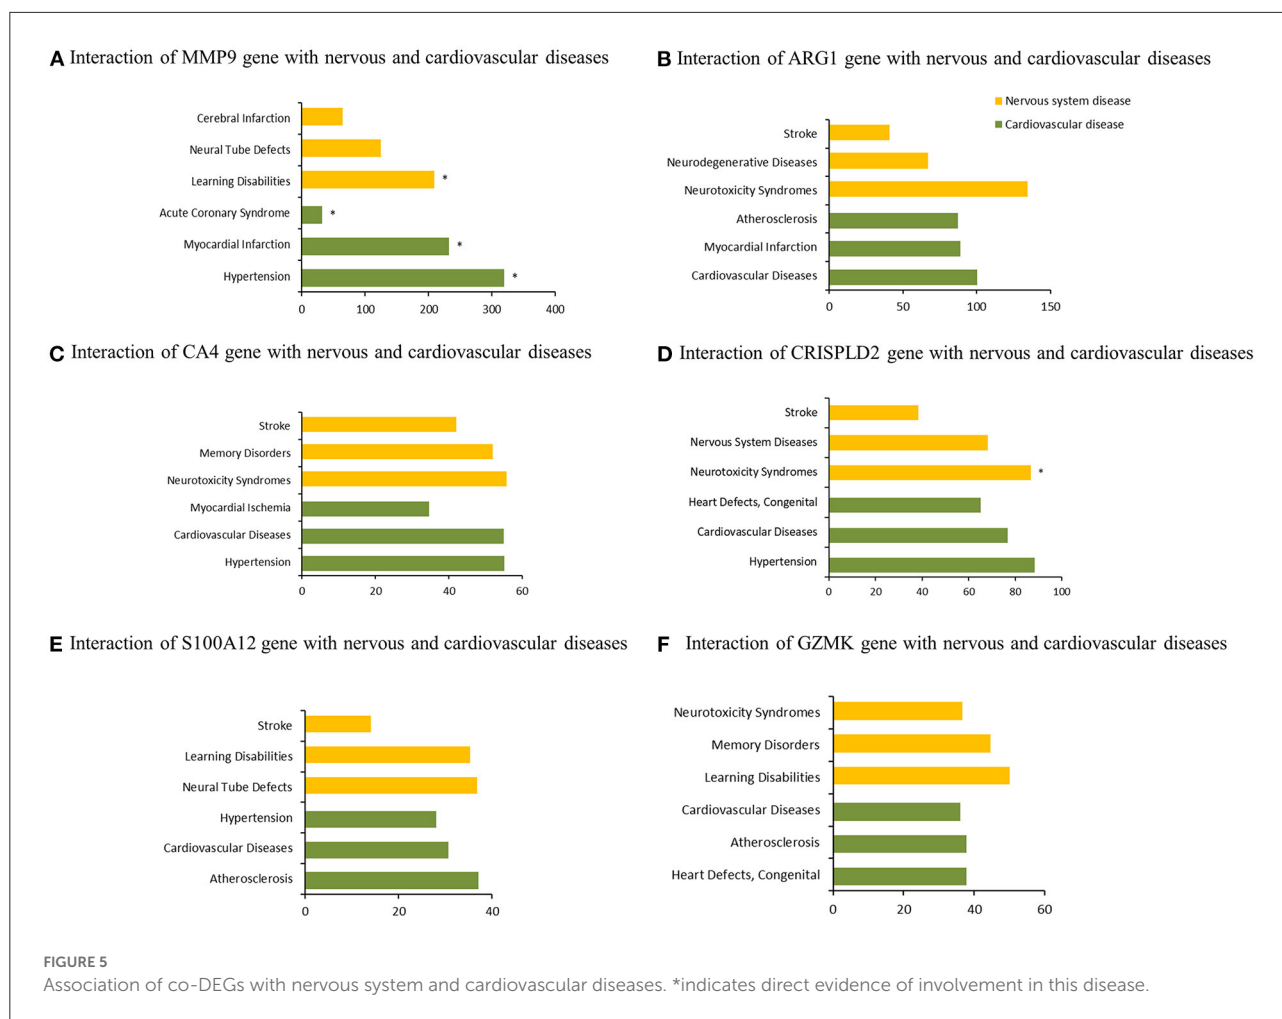 A Interaction of MMP9 gene with nervous and cardiovascular diseases
Cerebral Infarction
Neural Tube Defects
Learning Disabilities *
Acute Coronary Syndrome *
Myocardial Infarction *
Hypertension *
0 100 200 300 400
B Interaction of ARG1 gene with nervous and cardiovascular diseases
Nervous system disease
Cardiovascular disease
Stroke
Neurodegenerative Diseases
Neurotoxicity Syndromes
Atherosclerosis
Myocardial Infarction
Cardiovascular Diseases
0 50 100 150
C Interaction of CA4 gene with nervous and cardiovascular diseases
Stroke
Memory Disorders
Neurotoxicity Syndromes
Myocardial Ischemia
Cardiovascular Diseases
Hypertension
0 20 40 60
D Interaction of CRISPLD2 gene with nervous and cardiovascular diseases
Stroke
Nervous System Diseases
Neurotoxicity Syndromes *
Heart Defects, Congenital
Cardiovascular Diseases
Hypertension
0 20 40 60 80 100
E Interaction of S100A12 gene with nervous and cardiovascular diseases
Stroke
Learning Disabilities
Neural Tube Defects
Hypertension
Cardiovascular Diseases
Atherosclerosis
0 20 40
F Interaction of GZMK gene with nervous and cardiovascular diseases
Neurotoxicity Syndromes
Memory Disorders
Learning Disabilities
Cardiovascular Diseases
Atherosclerosis
Heart Defects, Congenital
0 20 40 60
FIGURE 5
Association of co-DEGs with nervous system and cardiovascular diseases. *indicates direct evidence of involvement in this disease.